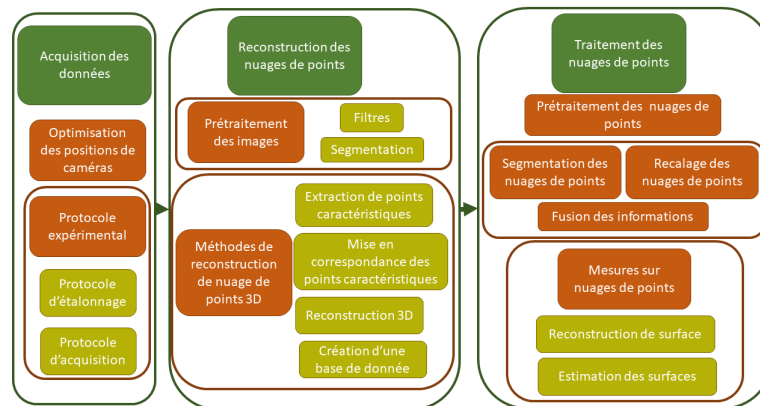 Acquisition des
données
Optimisation
des positions de
caméras
Protocole
expérimental
Protocole
d'étalonnage
Protocole
d'acquisition
Reconstruction des
nuages de points
Prétraitement
des images
Filtres
Segmentation
Méthodes de
reconstruction
de nuage de
points 3D
Extraction de points
caractéristiques
Mise en
correspondance des
points caractéristiques
Reconstruction 3D
Création d'une
base de donnée
Traitement des
nuages de points
Prétraitement des nuages de
points
Segmentation des
nuages de points
Recalage des
nuages de points
Fusion des informations
Mesures sur
nuages de points
Reconstruction de surface
Estimation des surfaces